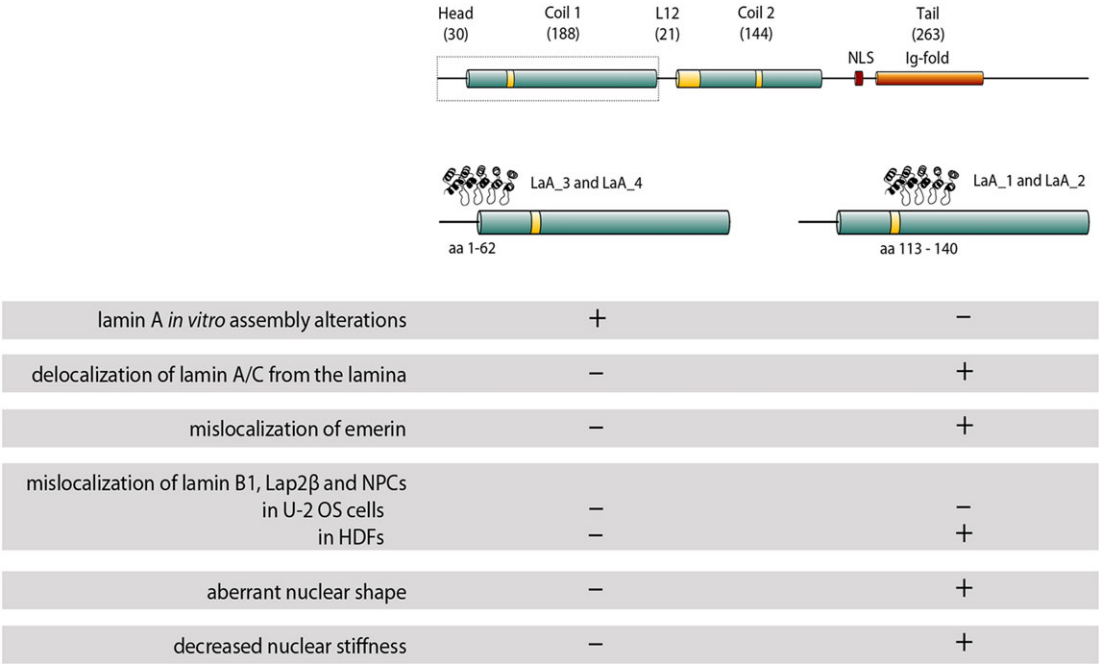 Head Coil 1 L12 Coil 2 Tail
(30) (188) (21) (144) (263)
NLS Ig-fold
LaA_3 and LaA_4 LaA_1 and LaA_2
aa 1-62 aa 113 - 140
lamin A in vitro assembly alterations + −
delocalization of lamin A/C from the lamina − +
mislocalization of emerin − +
mislocalization of lamin B1, Lap2β and NPCs
in U-2 OS cells − −
in HDFs − +
aberrant nuclear shape − +
decreased nuclear stiffness − +